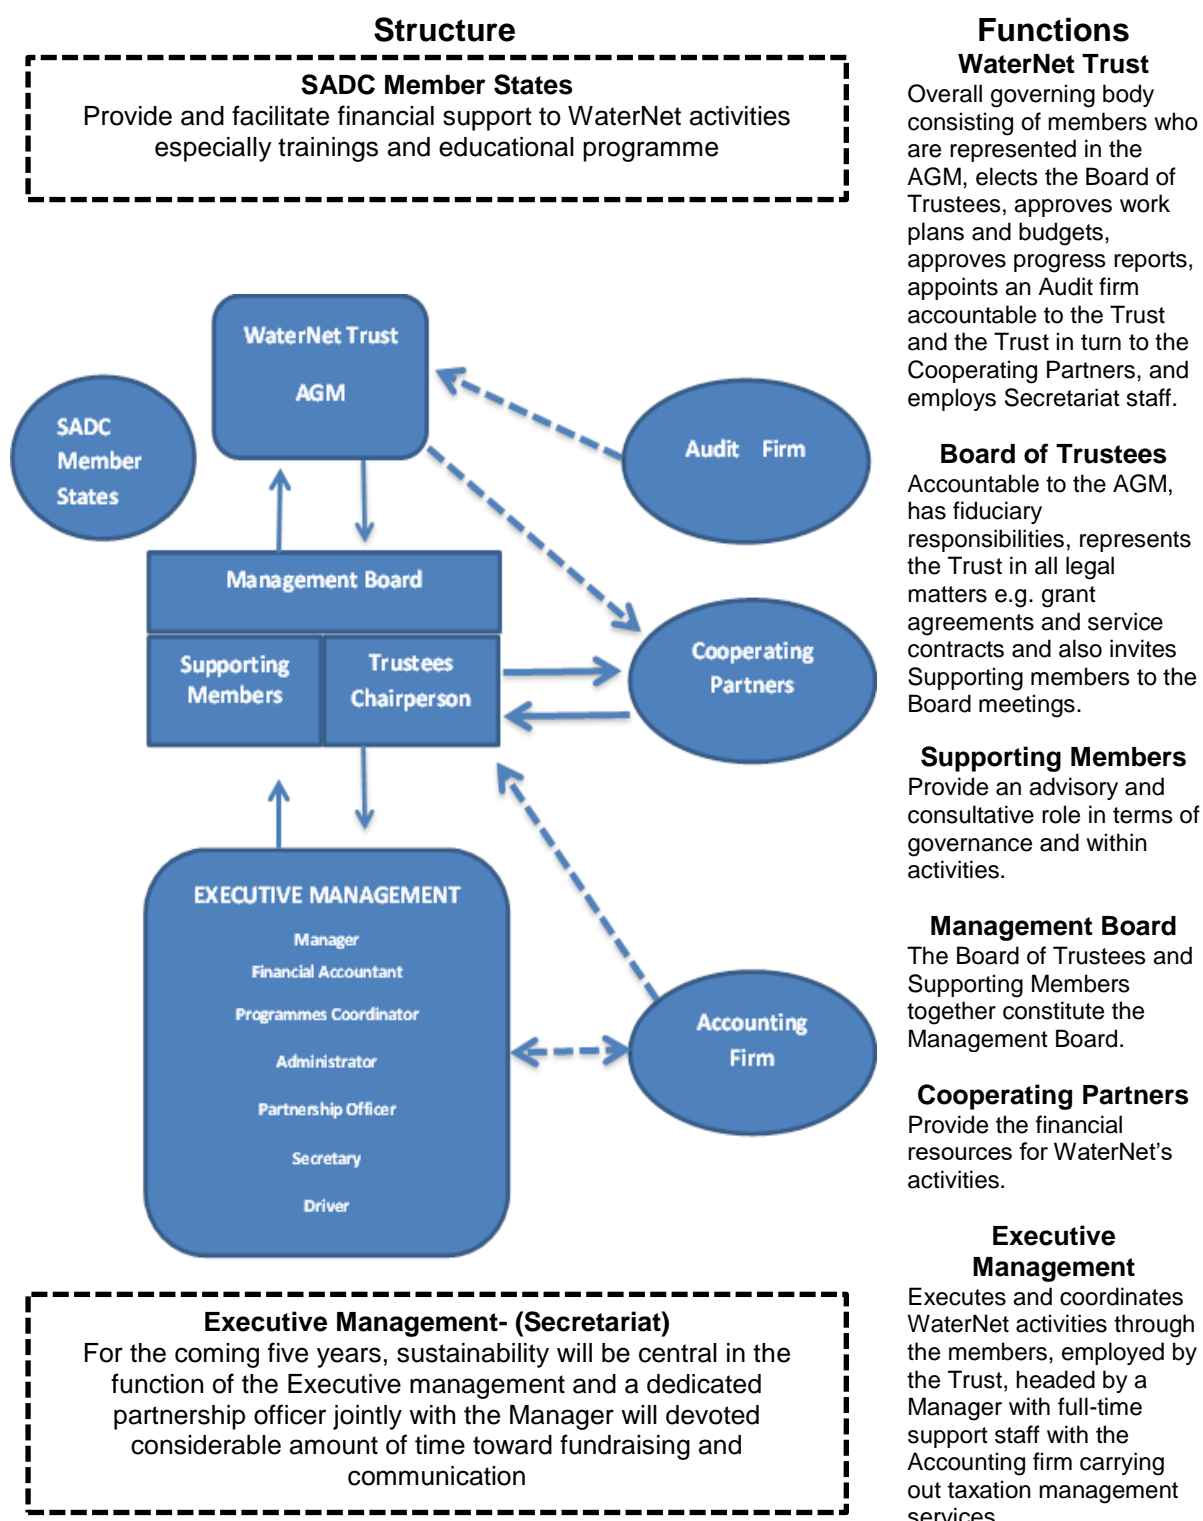 Structure
SADC Member States
Provide and facilitate financial support to WaterNet activities
especially trainings and educational programme
WaterNet Trust
AGM
SADC
Member
States
Audit Firm
Management Board
Supporting
Members
Trustees
Chairperson
Cooperating
Partners
EXECUTIVE MANAGEMENT
Manager
Financial Accountant
Programmes Coordinator
Administrator
Partnership Officer
Secretary
Driver
Accounting
Firm
Executive Management- (Secretariat)
For the coming five years, sustainability will be central in the
function of the Executive management and a dedicated
partnership officer jointly with the Manager will devoted
considerable amount of time toward fundraising and
communication
Functions
WaterNet Trust
Overall governing body
consisting of members who
are represented in the
AGM, elects the Board of
Trustees, approves work
plans and budgets,
approves progress reports,
appoints an Audit firm
accountable to the Trust
and the Trust in turn to the
Cooperating Partners, and
employs Secretariat staff.
Board of Trustees
Accountable to the AGM,
has fiduciary
responsibilities, represents
the Trust in all legal
matters e.g. grant
agreements and service
contracts and also invites
Supporting members to the
Board meetings.
Supporting Members
Provide an advisory and
consultative role in terms of
governance and within
activities.
Management Board
The Board of Trustees and
Supporting Members
together constitute the
Management Board.
Cooperating Partners
Provide the financial
resources for WaterNet's
activities.
Executive
Management
Executes and coordinates
WaterNet activities through
the members, employed by
the Trust, headed by a
Manager with full-time
support staff with the
Accounting firm carrying
out taxation management
services